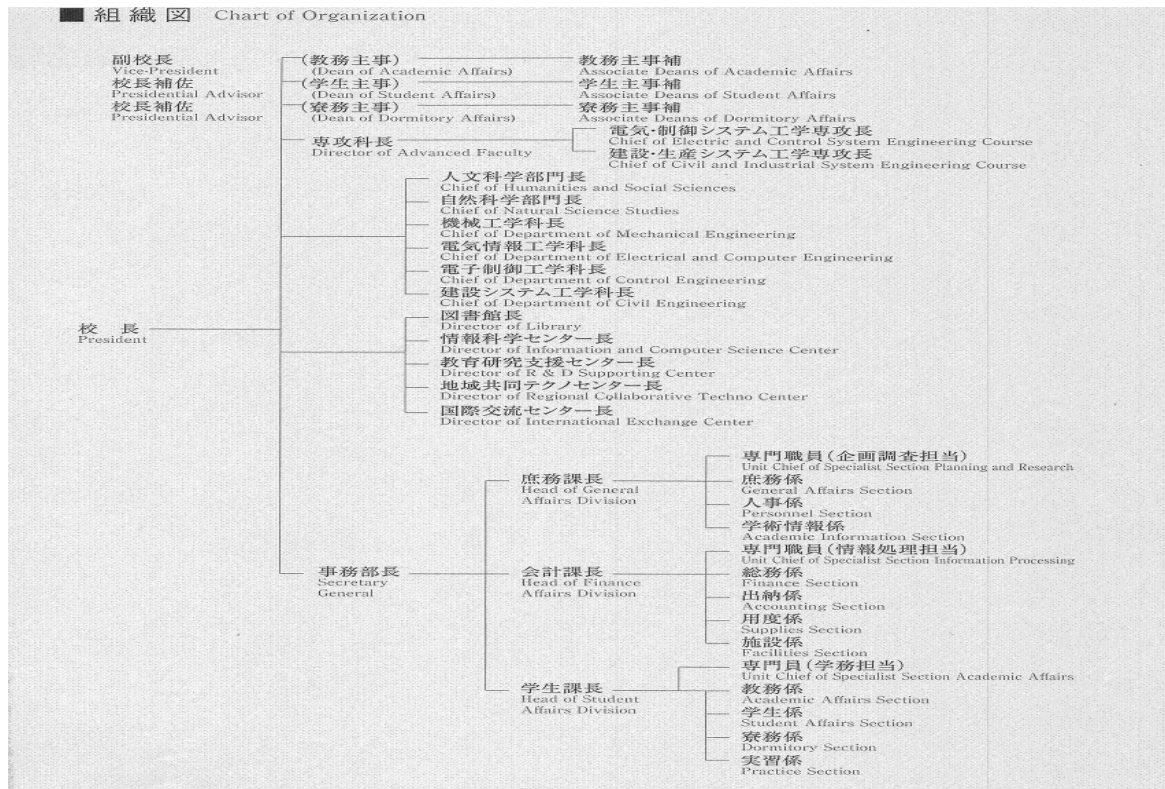 ■ 組織図 Chart of Organization
副校長 (教務主事) 教務主事補
Vice-President (Dean of Academic Affairs) Associate Deans of Academic Affairs
校長補佐 (学生主事) 学生主事補
Presidential Advisor (Dean of Student Affairs) Associate Deans of Student Affairs
校長補佐 (寮務主事) 寮務主事補
Presidential Advisor (Dean of Dormitory Affairs) Associate Deans of Dormitory Affairs
専攻科長
Director of Advanced Faculty
電気・制御システム工学専攻長
Chief of Electric and Control System Engineering Course
建設・生産システム工学専攻長
Chief of Civil and Industrial System Engineering Course
人文科学部門長
Chief of Humanities and Social Sciences
自然科学部門長
Chief of Natural Science Studies
機械工学科長
Chief of Department of Mechanical Engineering
電気情報工学科長
Chief of Department of Electrical and Computer Engineering
電子制御工学科長
Chief of Department of Control Engineering
建設システム工学科長
Chief of Department of Civil Engineering
校長
President
図書館長
Director of Library
情報科学センター長
Director of Information and Computer Science Center
教育研究支援センター長
Director of R & D Supporting Center
地域共同テクノセンター長
Director of Regional Collaborative Techno Center
国際交流センター長
Director of International Exchange Center
事務部長
Secretary
General
庶務課長
Head of General
Affairs Division
専門職員(企画調査担当)
Unit Chief of Specialist Section Planning and Research
庶務係
General Affairs Section
人事係
Personnel Section
学術情報係
Academic Information Section
会計課長
Head of Finance
Affairs Division
専門職員(情報処理担当)
Unit Chief of Specialist Section Information Processing
総務係
Finance Section
出納係
Accounting Section
用度係
Supplies Section
施設係
Facilities Section
学生課長
Head of Student
Affairs Division
専門員(学務担当)
Unit Chief of Specialist Section Academic Affairs
教務係
Academic Affairs Section
学生係
Student Affairs Section
寮務係
Dormitory Section
実習係
Practice Section